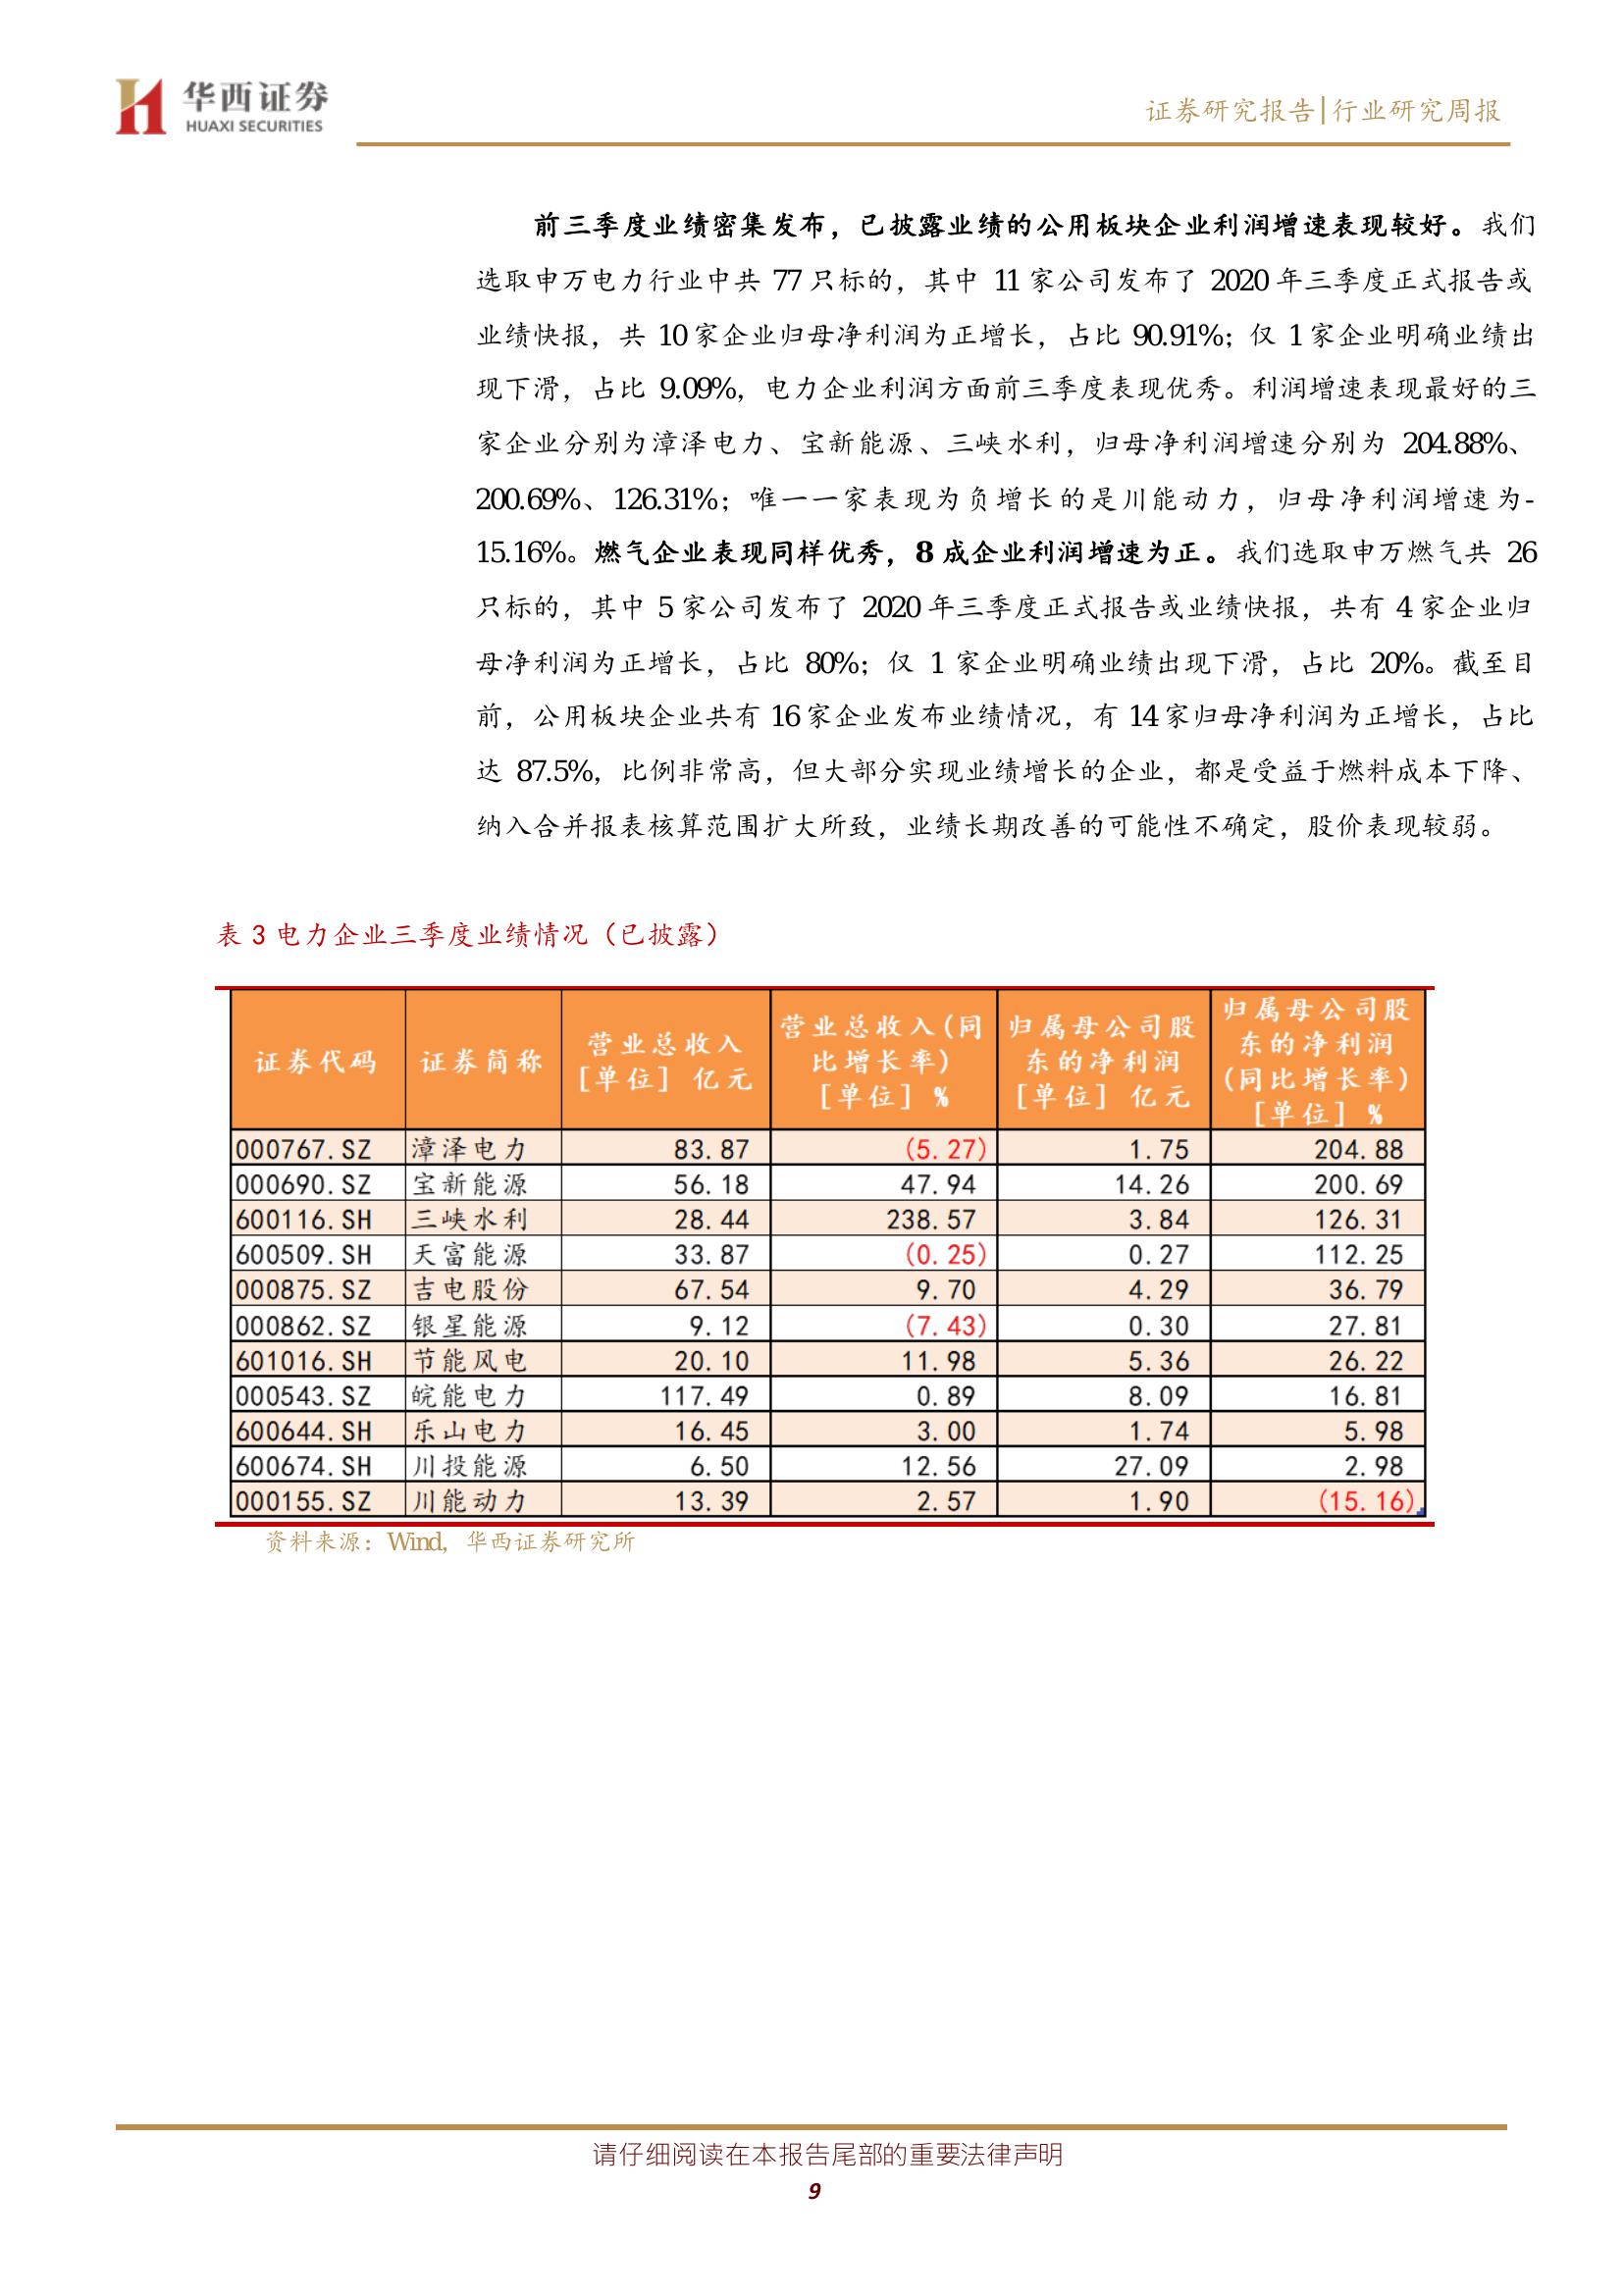 华西证券
HUAXI SECURITIES
证券研究报告|行业研究周报
前三季度业绩密集发布，已披露业绩的公用板块企业利润增速表现较好。我们
选取申万电力行业中共 77 只标的，其中 11 家公司发布了 2020 年三季度正式报告或
业绩快报，共 10 家企业归母净利润为正增长，占比 90.91%；仅 1 家企业明确业绩出
现下滑，占比 9.09%，电力企业利润方面前三季度表现优秀。利润增速表现最好的三
家企业分别为漳泽电力、宝新能源、三峡水利，归母净利润增速分别为 204.88%、
200.69%、126.31%；唯一一家表现为负增长的是川能动力，归母净利润增速为-
15.16%。燃气企业表现同样优秀，8 成企业利润增速为正。我们选取申万燃气共 26
只标的，其中 5 家公司发布了 2020 年三季度正式报告或业绩快报，共有 4 家企业归
母净利润为正增长，占比 80%；仅 1 家企业明确业绩出现下滑，占比 20%。截至目
前，公用板块企业共有 16 家企业发布业绩情况，有 14 家归母净利润为正增长，占比
达 87.5%，比例非常高，但大部分实现业绩增长的企业，都是受益于燃料成本下降、
纳入合并报表核算范围扩大所致，业绩长期改善的可能性不确定，股价表现较弱。
表 3 电力企业三季度业绩情况（已披露）
证券代码 证券简称 营业总收入 [单位] 亿元 营业总收入(同比增长率) [单位] % 归属母公司股东的净利润 [单位] 亿元 归属母公司股东的净利润(同比增长率) [单位] %
000767.SZ 漳泽电力 83.87 (5.27) 1.75 204.88
000690.SZ 宝新能源 56.18 47.94 14.26 200.69
600116.SH 三峡水利 28.44 238.57 3.84 126.31
600509.SH 天富能源 33.87 (0.25) 0.27 112.25
000875.SZ 吉电股份 67.54 9.70 4.29 36.79
000862.SZ 银星能源 9.12 (7.43) 0.30 27.81
601016.SH 节能风电 20.10 11.98 5.36 26.22
000543.SZ 皖能电力 117.49 0.89 8.09 16.81
600644.SH 乐山电力 16.45 3.00 1.74 5.98
600674.SH 川投能源 6.50 12.56 27.09 2.98
000155.SZ 川能动力 13.39 2.57 1.90 (15.16)
资料来源：Wind，华西证券研究所
请仔细阅读在本报告尾部的重要法律声明
9